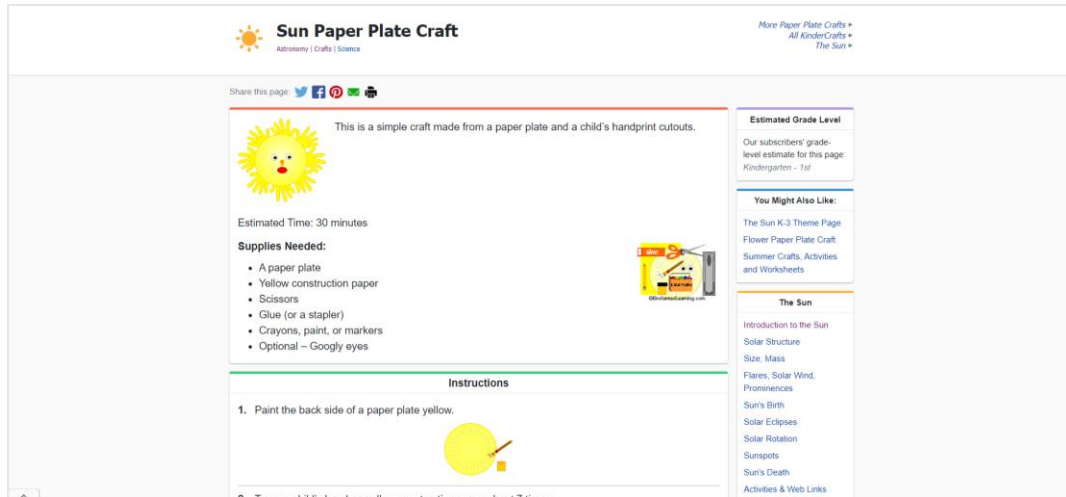 Sun Paper Plate Craft
Astronomy | Crafts | Science
More Paper Plate Crafts ▸
All KinderCrafts ▸
The Sun ▸
Share this page:
This is a simple craft made from a paper plate and a child's handprint cutouts.
Estimated Time: 30 minutes
Supplies Needed:
• A paper plate
• Yellow construction paper
• Scissors
• Glue (or a stapler)
• Crayons, paint, or markers
• Optional – Googly eyes
©EnchantedLearning.com
Instructions
1. Paint the back side of a paper plate yellow.
Estimated Grade Level
Our subscribers' grade-
level estimate for this page:
Kindergarten - 1st
You Might Also Like:
The Sun K-3 Theme Page
Flower Paper Plate Craft
Summer Crafts, Activities
and Worksheets
The Sun
Introduction to the Sun
Solar Structure
Size, Mass
Flares, Solar Wind,
Prominences
Sun's Birth
Solar Eclipses
Solar Rotation
Sunspots
Sun's Death
Activities & Web Links